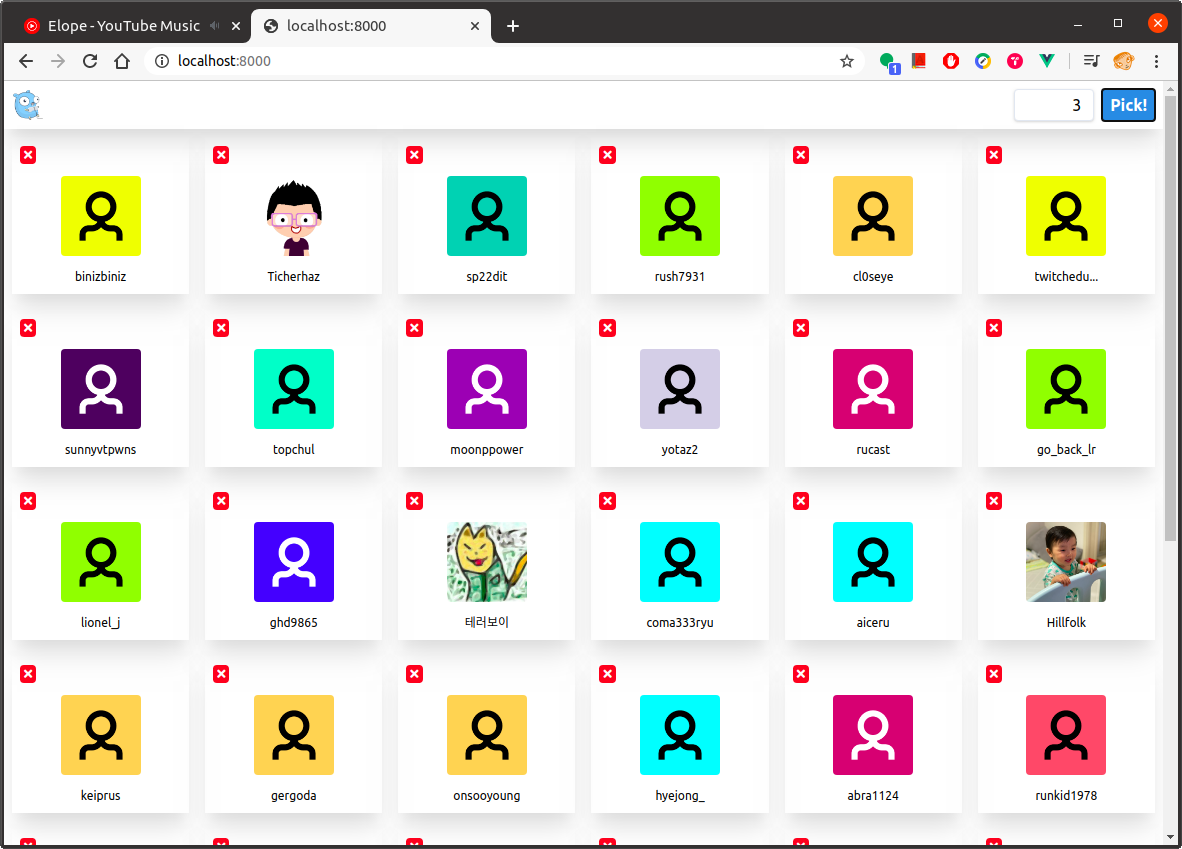 Elope - YouTube Music
localhost:8000
localhost:8000
1
3
Pick!
binizbiniz
Ticherhaz
sp22dit
rush7931
cl0seye
twitchedu...
sunnyvtpwns
topchul
moonppower
yotaz2
rucast
go_back_lr
lionel_j
ghd9865
테러보이
coma333ryu
aiceru
Hillfolk
keiprus
gergoda
onsooyoung
hyejong_
abra1124
runkid1978